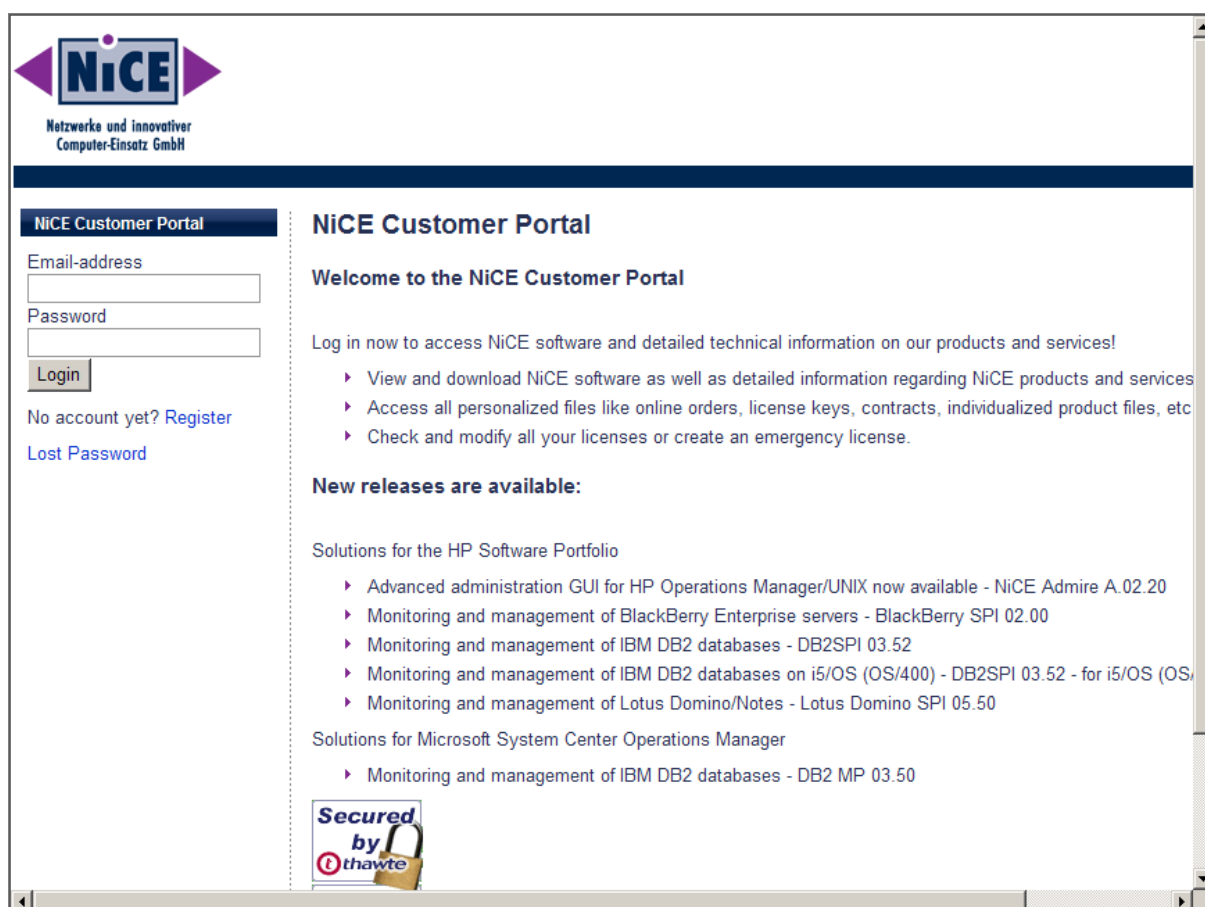 NiCE
Netzwerke und innovativer
Computer-Einsatz GmbH
NiCE Customer Portal
Email-address
Password
Login
No account yet? Register
Lost Password
NiCE Customer Portal
Welcome to the NiCE Customer Portal
Log in now to access NiCE software and detailed technical information on our products and services!
View and download NiCE software as well as detailed information regarding NiCE products and services
Access all personalized files like online orders, license keys, contracts, individualized product files, etc
Check and modify all your licenses or create an emergency license.
New releases are available:
Solutions for the HP Software Portfolio
Advanced administration GUI for HP Operations Manager/UNIX now available - NiCE Admire A.02.20
Monitoring and management of BlackBerry Enterprise servers - BlackBerry SPI 02.00
Monitoring and management of IBM DB2 databases - DB2SPI 03.52
Monitoring and management of IBM DB2 databases on i5/OS (OS/400) - DB2SPI 03.52 - for i5/OS (OS/
Monitoring and management of Lotus Domino/Notes - Lotus Domino SPI 05.50
Solutions for Microsoft System Center Operations Manager
Monitoring and management of IBM DB2 databases - DB2 MP 03.50
Secured
by
thawte